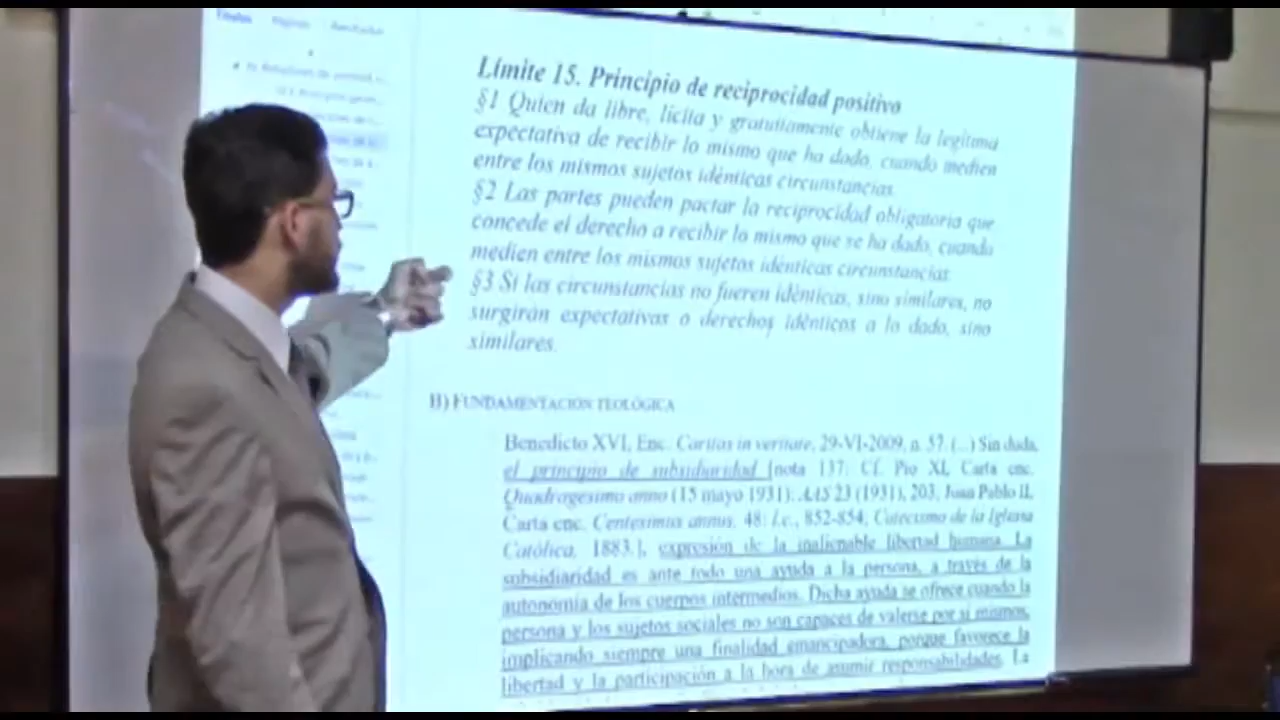 Títulos Páginas Resultados
Límite 15. Principio de reciprocidad positivo
§1 Quien da libre, lícita y gratuitamente obtiene la legítima
expectativa de recibir lo mismo que ha dado, cuando medien
entre los mismos sujetos idénticas circunstancias.
§2 Las partes pueden pactar la reciprocidad obligatoria que
concede el derecho a recibir lo mismo que se ha dado, cuando
medien entre los mismos sujetos idénticas circunstancias.
§3 Si las circunstancias no fueren idénticas, sino similares, no
surgirán expectativas o derechos idénticos a lo dado, sino
similares.
B) FUNDAMENTACIÓN TEOLÓGICA
Benedicto XVI, Enc. Caritas in veritate, 29-VI-2009, n. 57. (...) Sin duda,
el principio de subsidiaridad [nota 137: Cf. Pío XI, Carta enc.
Quadragesimo anno (15 mayo 1931): AAS 23 (1931), 203, Juan Pablo II,
Carta enc. Centesimus annus, 48: l.c., 852-854, Catecismo de la Iglesia
Católica, 1883.], expresión de la inalienable libertad humana. La
subsidiaridad es ante todo una ayuda a la persona, a través de la
autonomía de los cuerpos intermedios. Dicha ayuda se ofrece cuando la
persona y los sujetos sociales no son capaces de valerse por sí mismos,
implicando siempre una finalidad emancipadora, porque favorece la
libertad y la participación a la hora de asumir responsabilidades. La